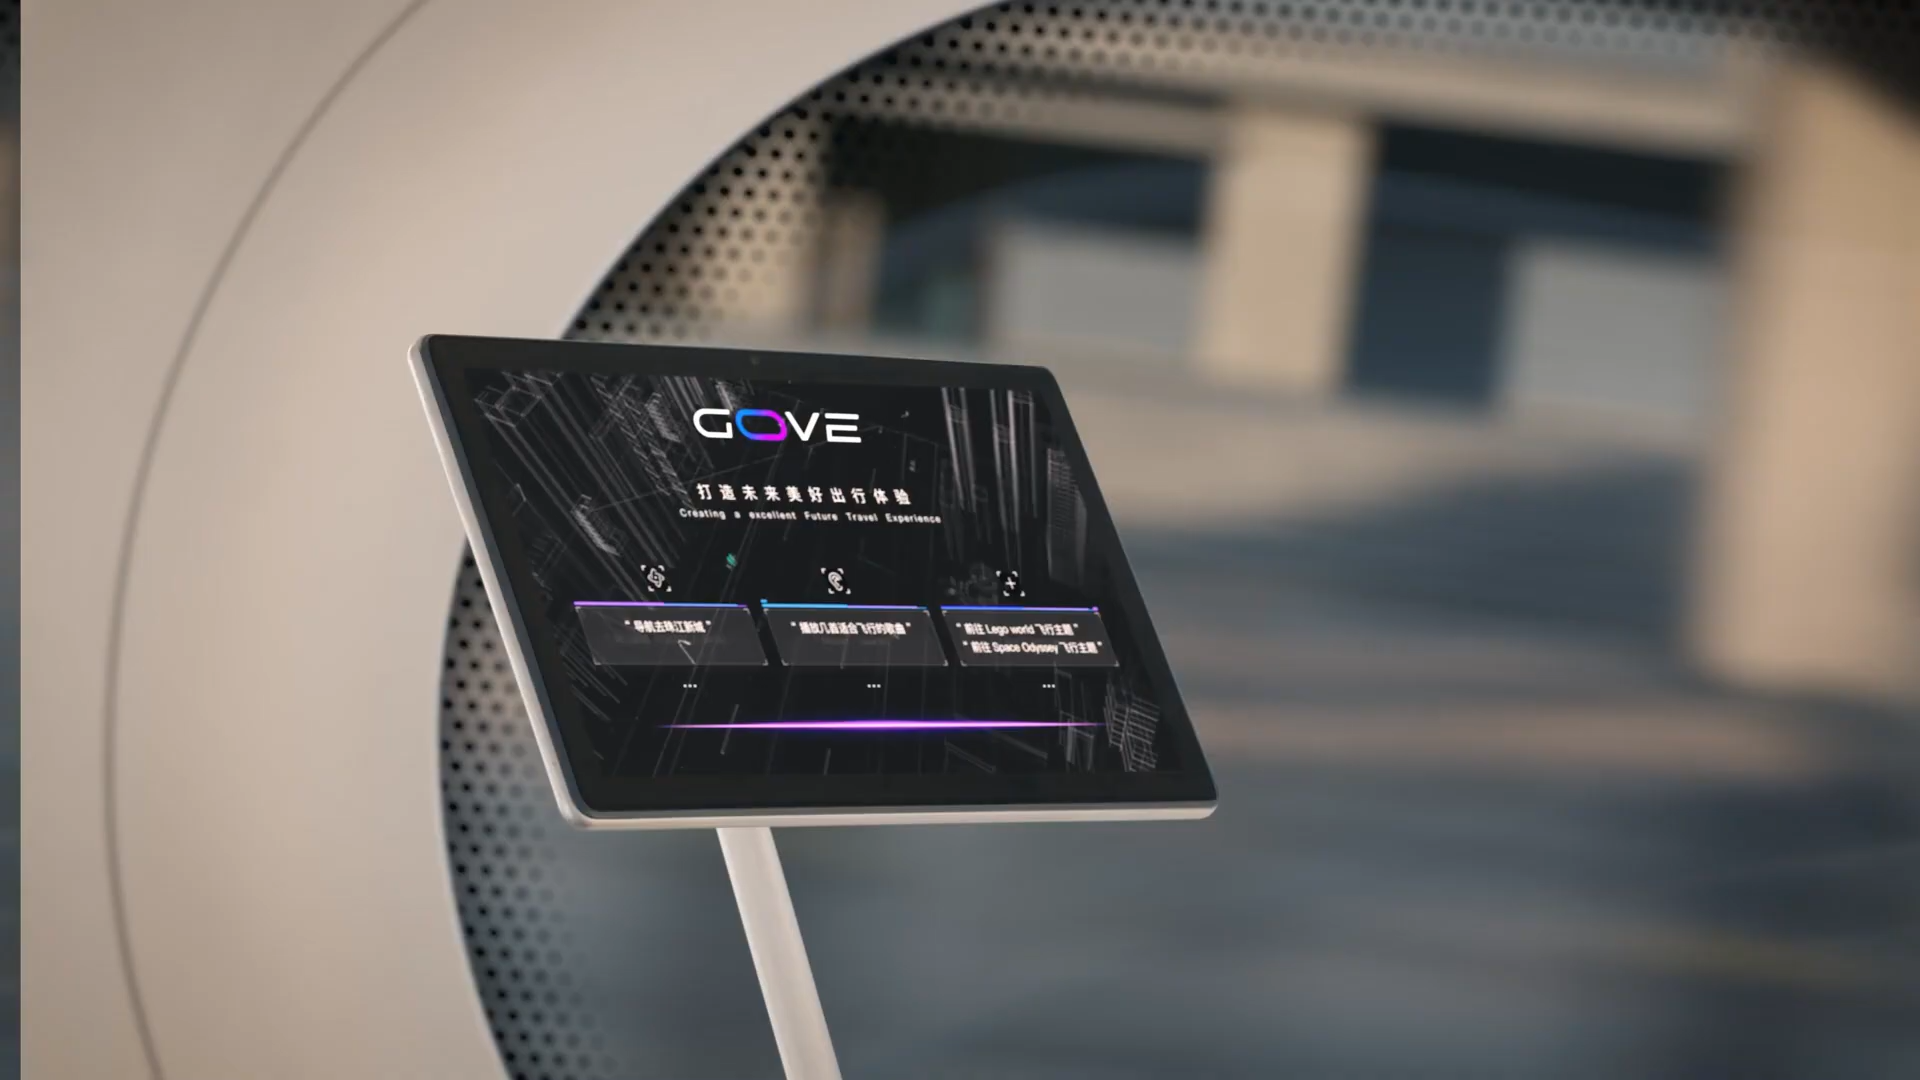 GOVE
打造未来美好出行体验
Creating a excellent Future Travel Experience
“导航去珠江新城”
“播放几首适合飞行的歌曲”
“前往 Lego world 飞行主题”
“前往 Space Odyssey 飞行主题”
...
...
...